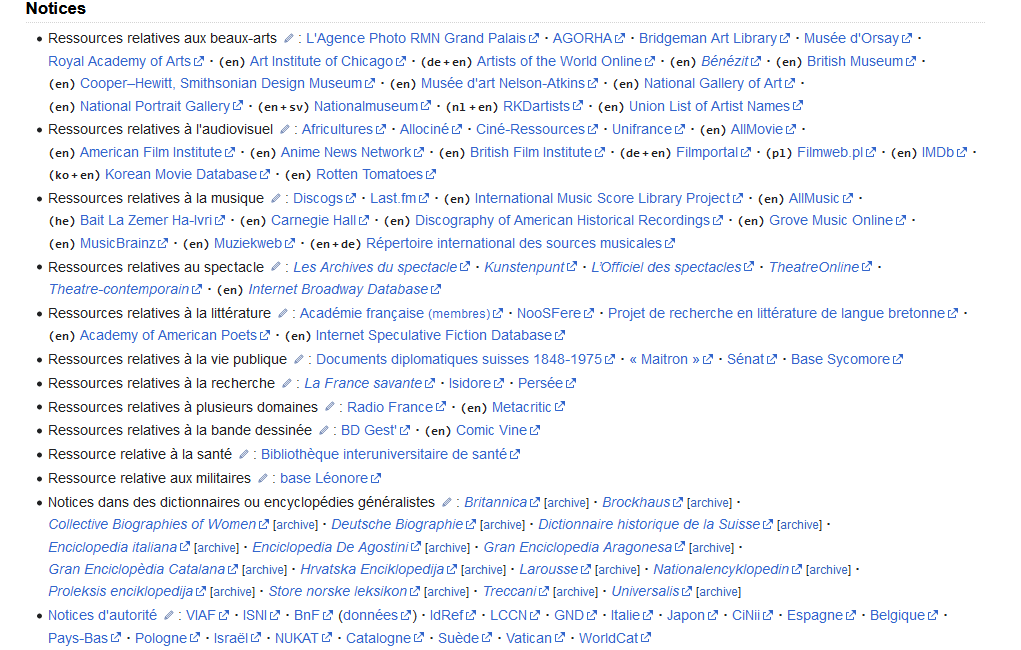 Notices
• Ressources relatives aux beaux-arts : L'Agence Photo RMN Grand Palais · AGORHA · Bridgeman Art Library · Musée d'Orsay ·
Royal Academy of Arts · (en) Art Institute of Chicago · (de+en) Artists of the World Online · (en) Bénézit · (en) British Museum ·
(en) Cooper–Hewitt, Smithsonian Design Museum · (en) Musée d'art Nelson-Atkins · (en) National Gallery of Art ·
(en) National Portrait Gallery · (en+sv) Nationalmuseum · (nl+en) RKDartists · (en) Union List of Artist Names
• Ressources relatives à l'audiovisuel : Africultures · Allociné · Ciné-Ressources · Unifrance · (en) AllMovie ·
(en) American Film Institute · (en) Anime News Network · (en) British Film Institute · (de+en) Filmportal · (pl) Filmweb.pl · (en) IMDb ·
(ko+en) Korean Movie Database · (en) Rotten Tomatoes
• Ressources relatives à la musique : Discogs · Last.fm · (en) International Music Score Library Project · (en) AllMusic ·
(he) Bait La Zemer Ha-Ivri · (en) Carnegie Hall · (en) Discography of American Historical Recordings · (en) Grove Music Online ·
(en) MusicBrainz · (en) Muziekweb · (en+de) Répertoire international des sources musicales
• Ressources relatives au spectacle : Les Archives du spectacle · Kunstenpunt · L'Officiel des spectacles · TheatreOnline ·
Theatre-contemporain · (en) Internet Broadway Database
• Ressources relatives à la littérature : Académie française (membres) · NooSFere · Projet de recherche en littérature de langue bretonne ·
(en) Academy of American Poets · (en) Internet Speculative Fiction Database
• Ressources relatives à la vie publique : Documents diplomatiques suisses 1848-1975 · « Maitron » · Sénat · Base Sycomore
• Ressources relatives à la recherche : La France savante · Isidore · Persée
• Ressources relatives à plusieurs domaines : Radio France · (en) Metacritic
• Ressources relatives à la bande dessinée : BD Gest' · (en) Comic Vine
• Ressource relative à la santé : Bibliothèque interuniversitaire de santé
• Ressource relative aux militaires : base Léonore
• Notices dans des dictionnaires ou encyclopédies généralistes : Britannica [archive] · Brockhaus [archive] ·
Collective Biographies of Women [archive] · Deutsche Biographie [archive] · Dictionnaire historique de la Suisse [archive] ·
Enciclopedia italiana [archive] · Enciclopedia De Agostini [archive] · Gran Enciclopedia Aragonesa [archive] ·
Gran Enciclopèdia Catalana [archive] · Hrvatska Enciklopedija [archive] · Larousse [archive] · Nationalencyklopedin [archive] ·
Proleksis enciklopedija [archive] · Store norske leksikon [archive] · Treccani [archive] · Universalis [archive]
• Notices d'autorité : VIAF · ISNI · BnF (données) · IdRef · LCCN · GND · Italie · Japon · CiNii · Espagne · Belgique ·
Pays-Bas · Pologne · Israël · NUKAT · Catalogne · Suède · Vatican · WorldCat